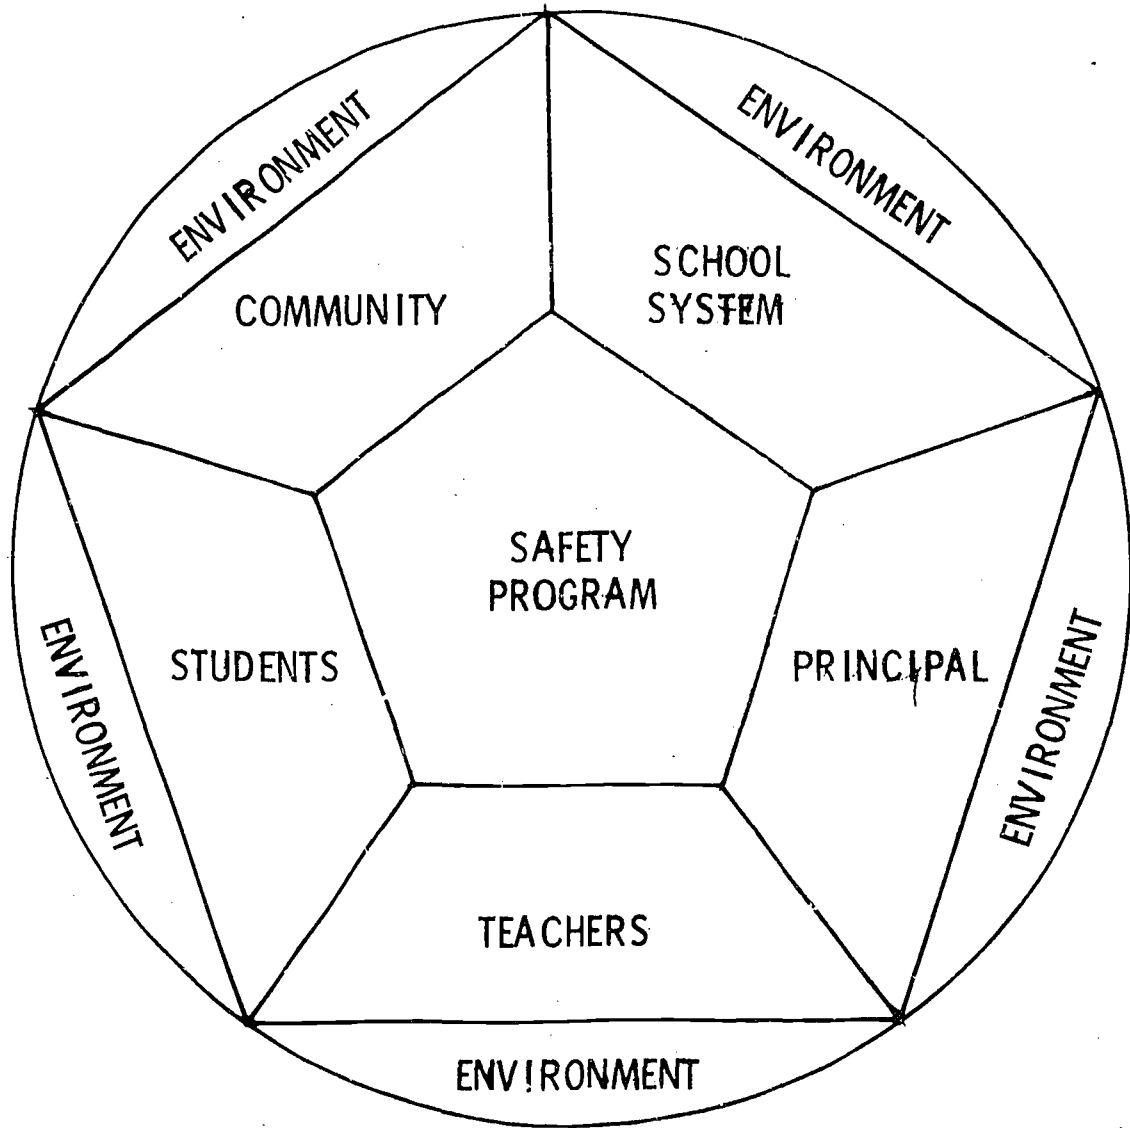 ENVIRONMENT
ENVIRONMENT
COMMUNITY
SCHOOL
SYSTEM
SAFETY
PROGRAM
STUDENTS
PRINCIPAL
ENVIRONMENT
ENVIRONMENT
TEACHERS
ENVIRONMENT